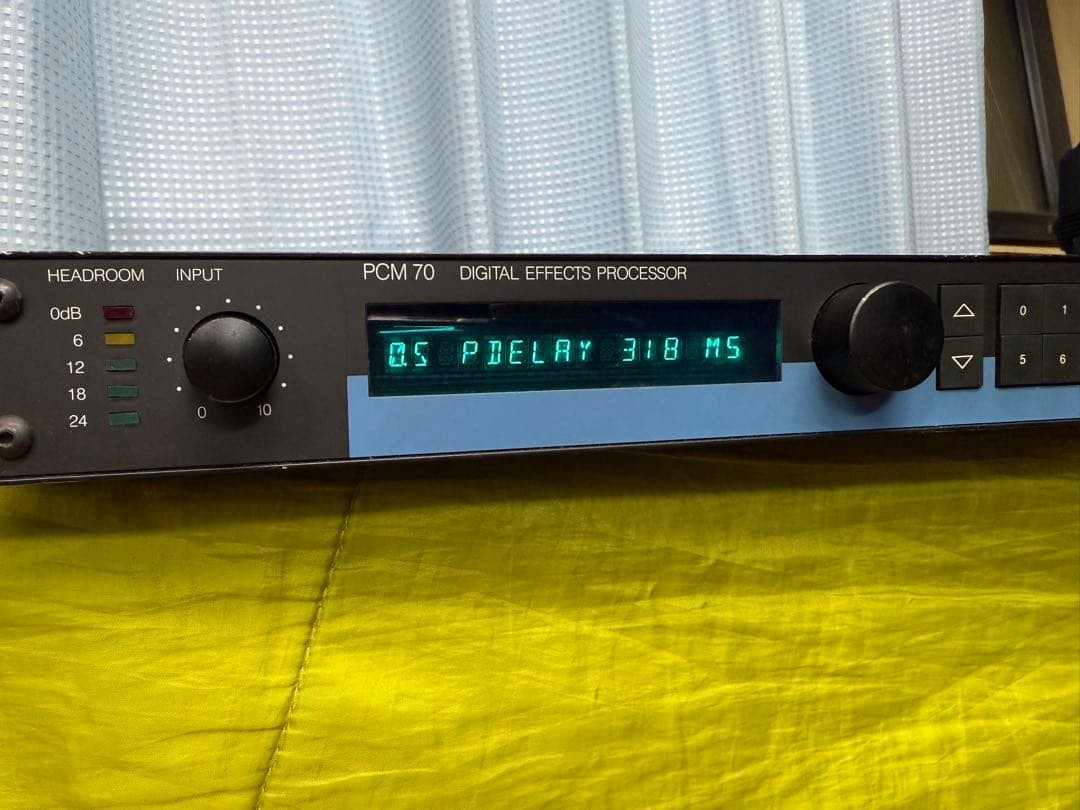 HEADROOM
INPUT
PCM 70 DIGITAL EFFECTS PROCESSOR
0dB
6
12
18
24
0 10
0.5 PDELAY 318 MS
0 1
5 6